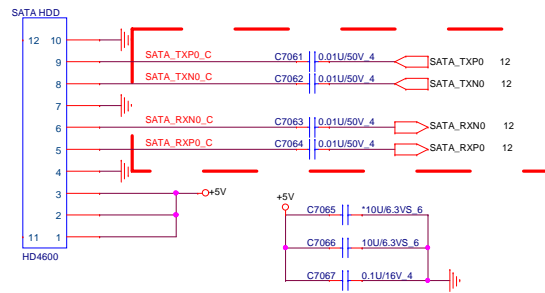 SATA HDD
12 10
9 SATA_TXP0_C C7061 0.01U/50V_4 SATA_TXP0 12
8 SATA_TXN0_C C7062 0.01U/50V_4 SATA_TXN0 12
7
6 SATA_RXN0_C C7063 0.01U/50V_4 SATA_RXN0 12
5 SATA_RXP0_C C7064 0.01U/50V_4 SATA_RXP0 12
4
3 +5V
+5V
2 C7065 *10U/6.3VS_6
11 1
C7066 10U/6.3VS_6
HD4600
C7067 0.1U/16V_4